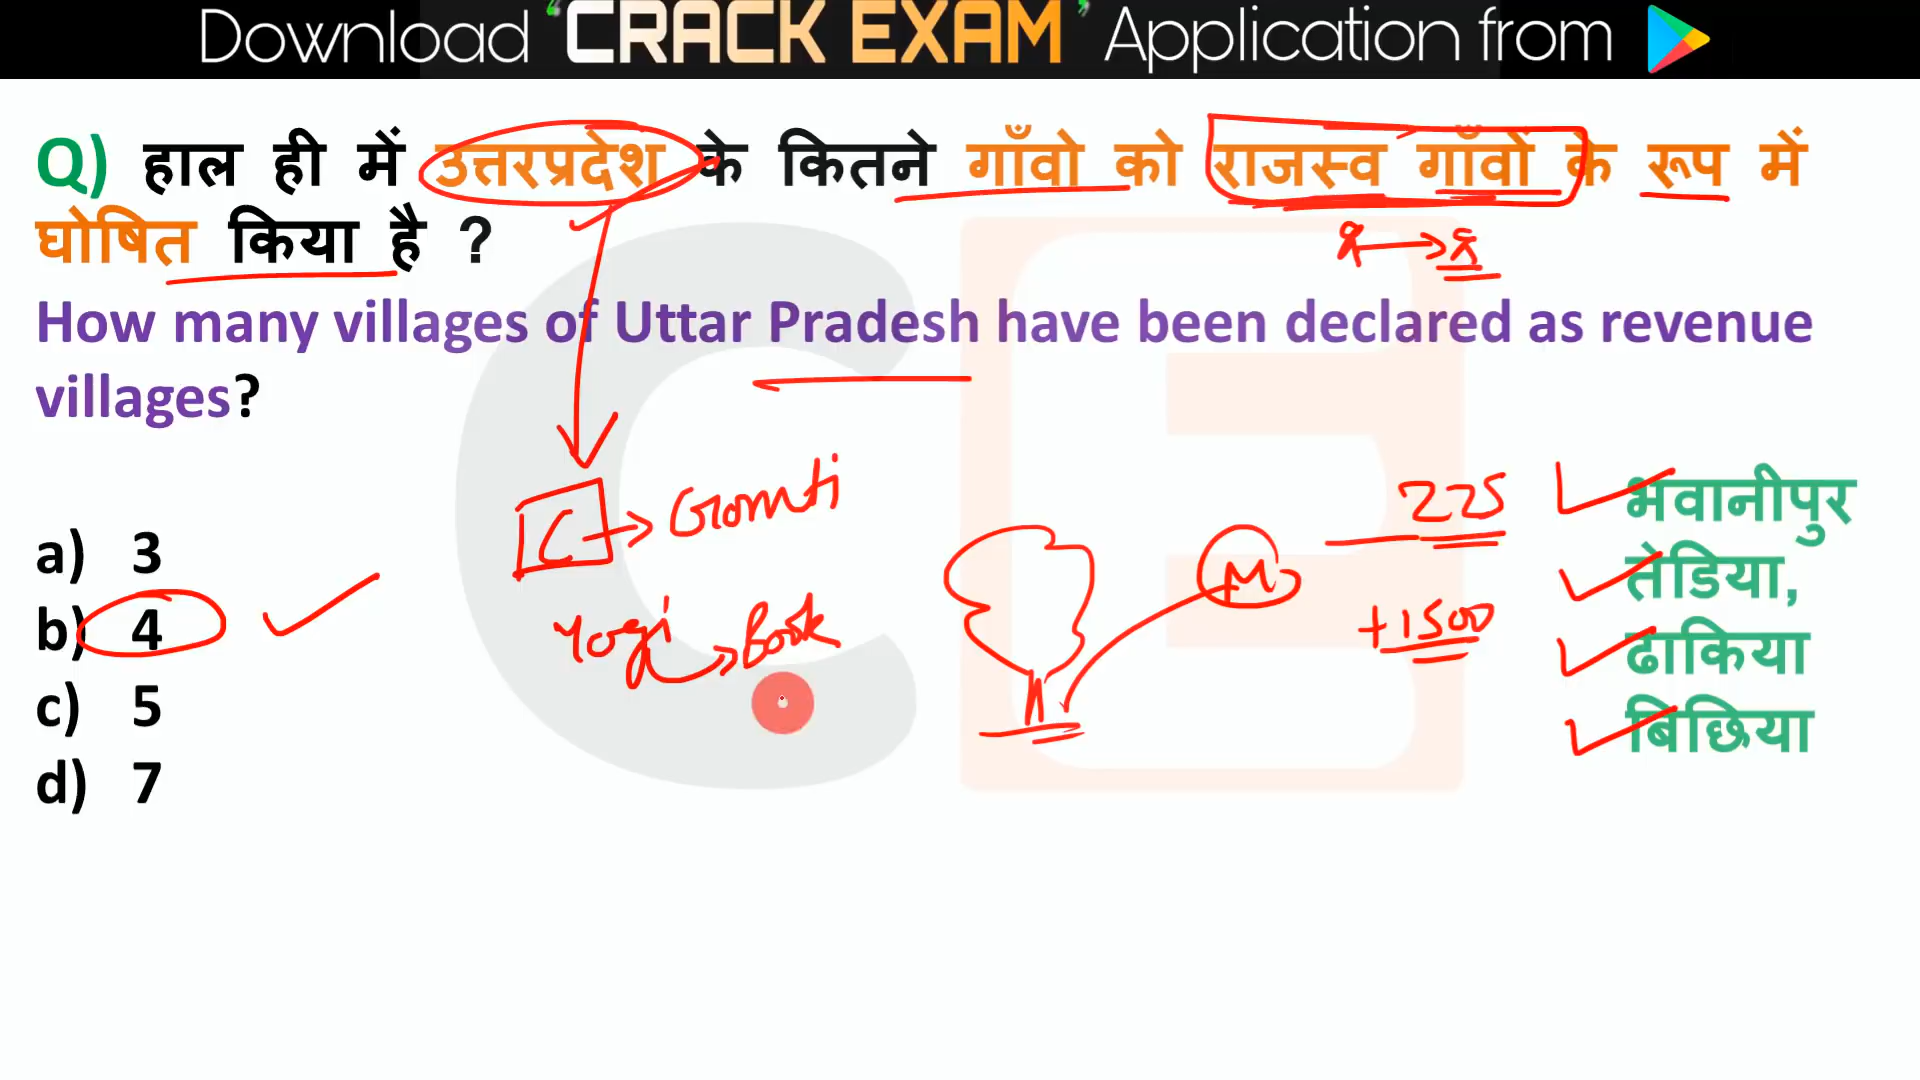 Download 'CRACK EXAM' Application from
Q) हाल ही में उत्तरप्रदेश के कितने गाँवो को राजस्व गाँवों के रूप में
घोषित किया है ?
How many villages of Uttar Pradesh have been declared as revenue
villages?
a) 3
b) 4
c) 5
d) 7
C
Gomti
Yogi
Book
M
225
+1500
भवानीपुर
तेडिया,
ढाकिया
बिछिया
CE